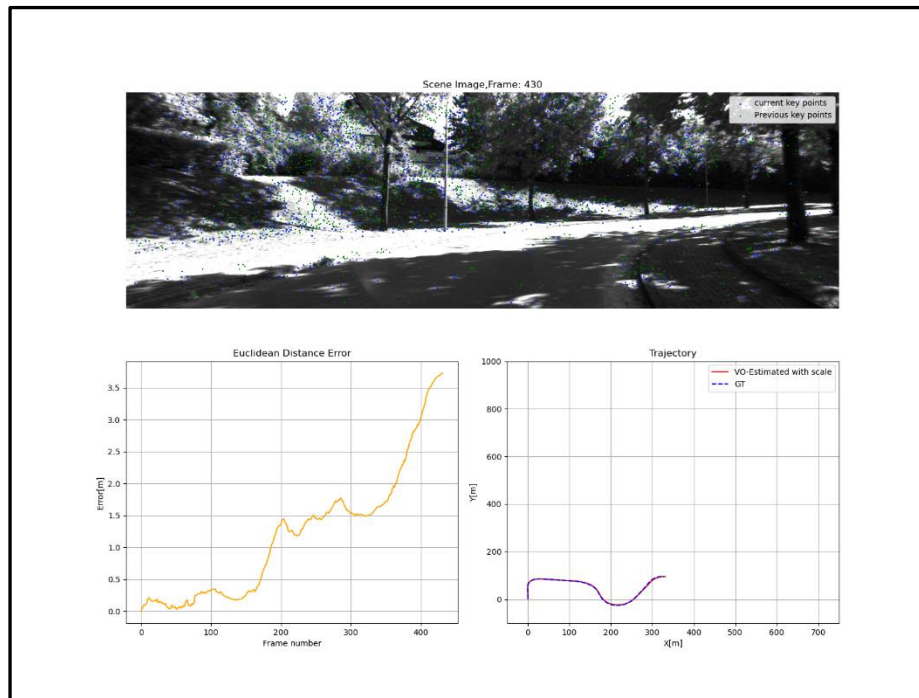 Scene Image,Frame: 430
current key points
Previous key points
Euclidean Distance Error
Error[m]
3.5
3.0
2.5
2.0
1.5
1.0
0.5
0.0
0
100
200
300
400
Frame number
Trajectory
VO-Estimated with scale
GT
Y[m]
1000
800
600
400
200
0
0
100
200
300
400
500
600
700
X[m]